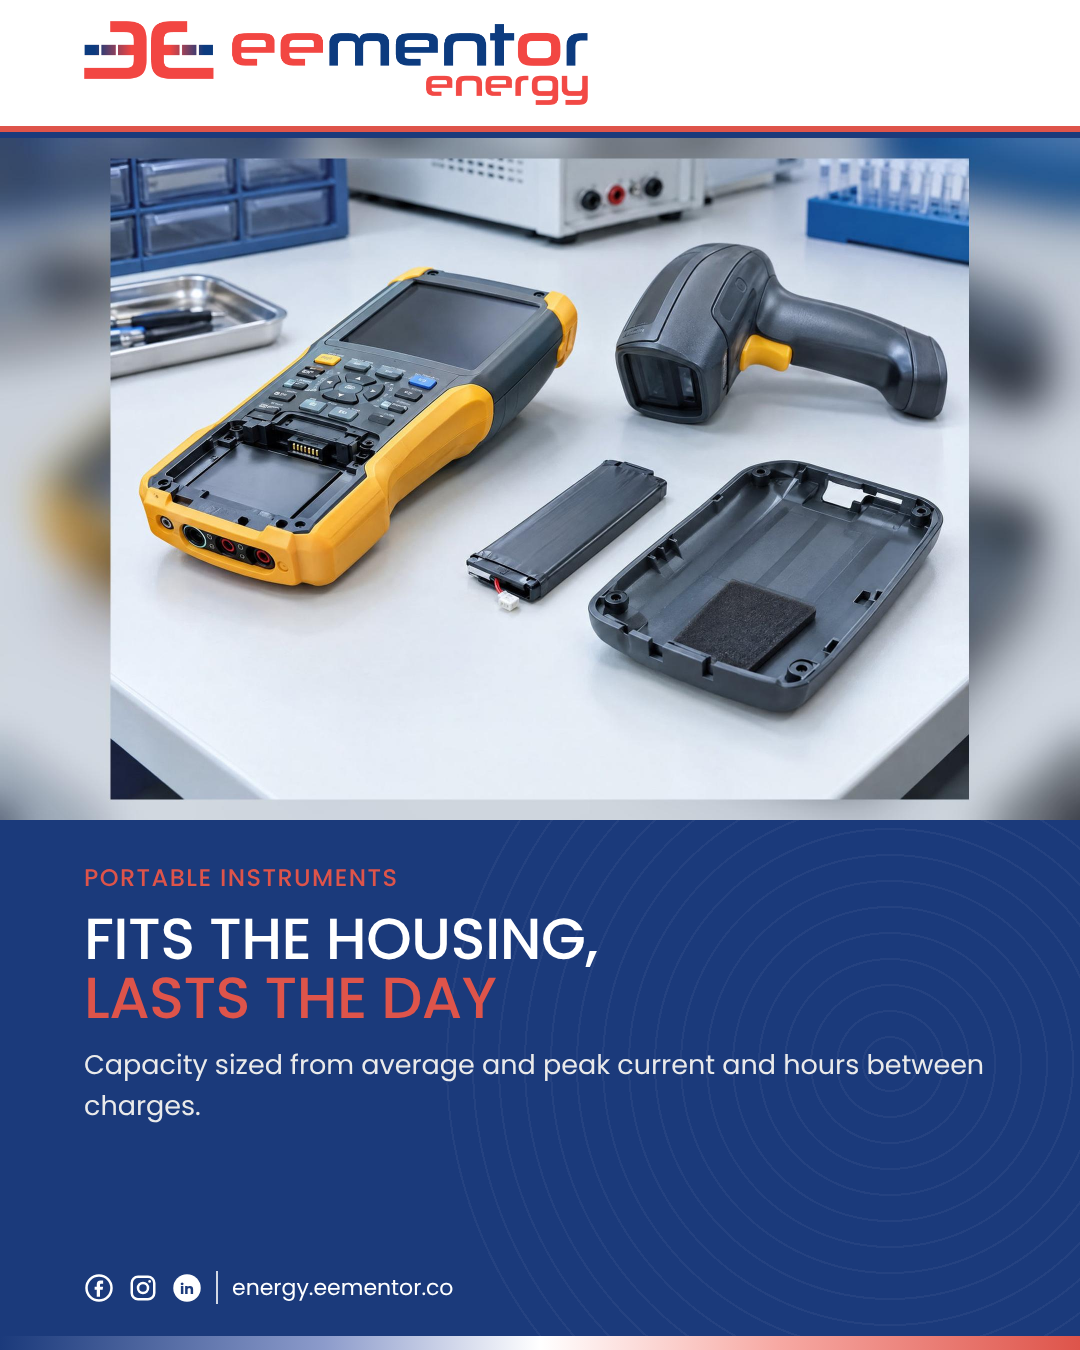 eementor
energy
PORTABLE INSTRUMENTS
FITS THE HOUSING,
LASTS THE DAY
Capacity sized from average and peak current and hours between
charges.
energy.eementor.co